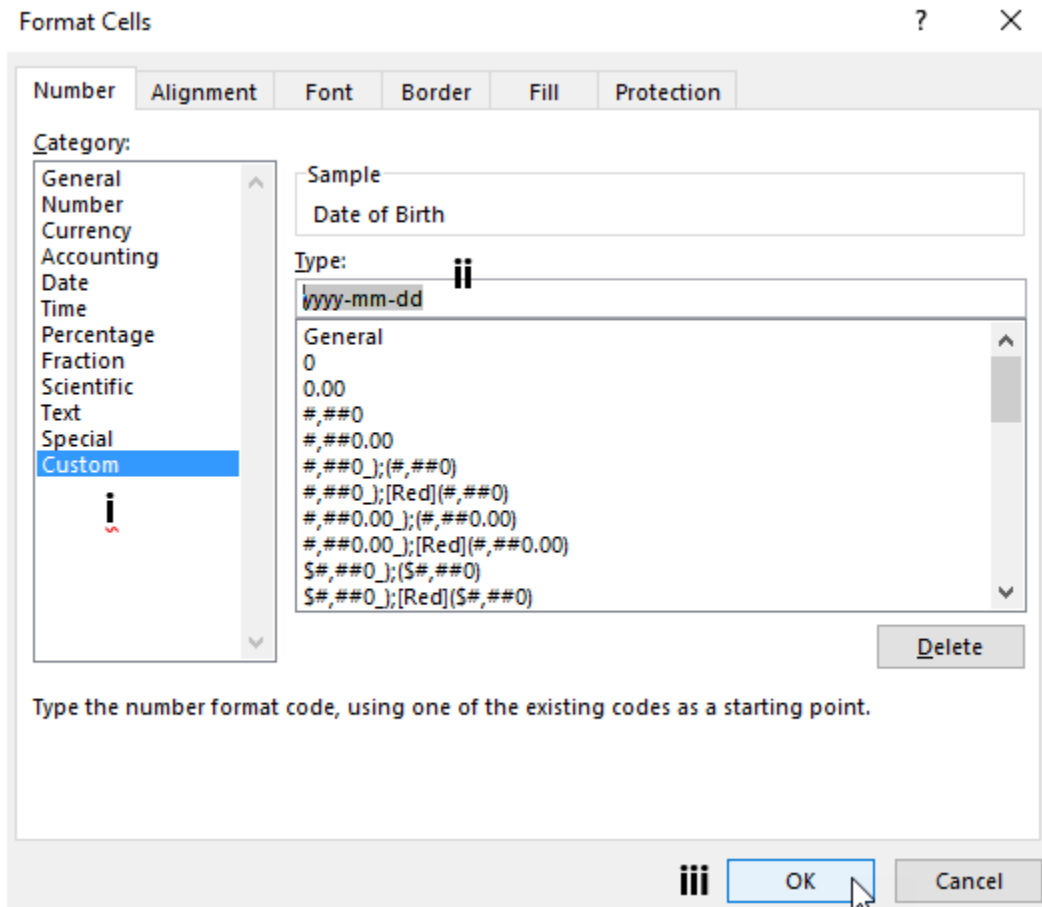 Format Cells ? ×
Number Alignment Font Border Fill Protection
Category:
General
Number
Currency
Accounting
Date
Time
Percentage
Fraction
Scientific
Text
Special
Custom
i
Sample
Date of Birth
Type: ii
yyyy-mm-dd
General
0
0.00
#,##0
#,##0.00
#,##0_);(#,##0)
#,##0_);[Red](#,##0)
#,##0.00_);(#,##0.00)
#,##0.00_);[Red](#,##0.00)
$#,##0_);($#,##0)
$#,##0_);[Red]($#,##0)
Delete
Type the number format code, using one of the existing codes as a starting point.
iii OK Cancel